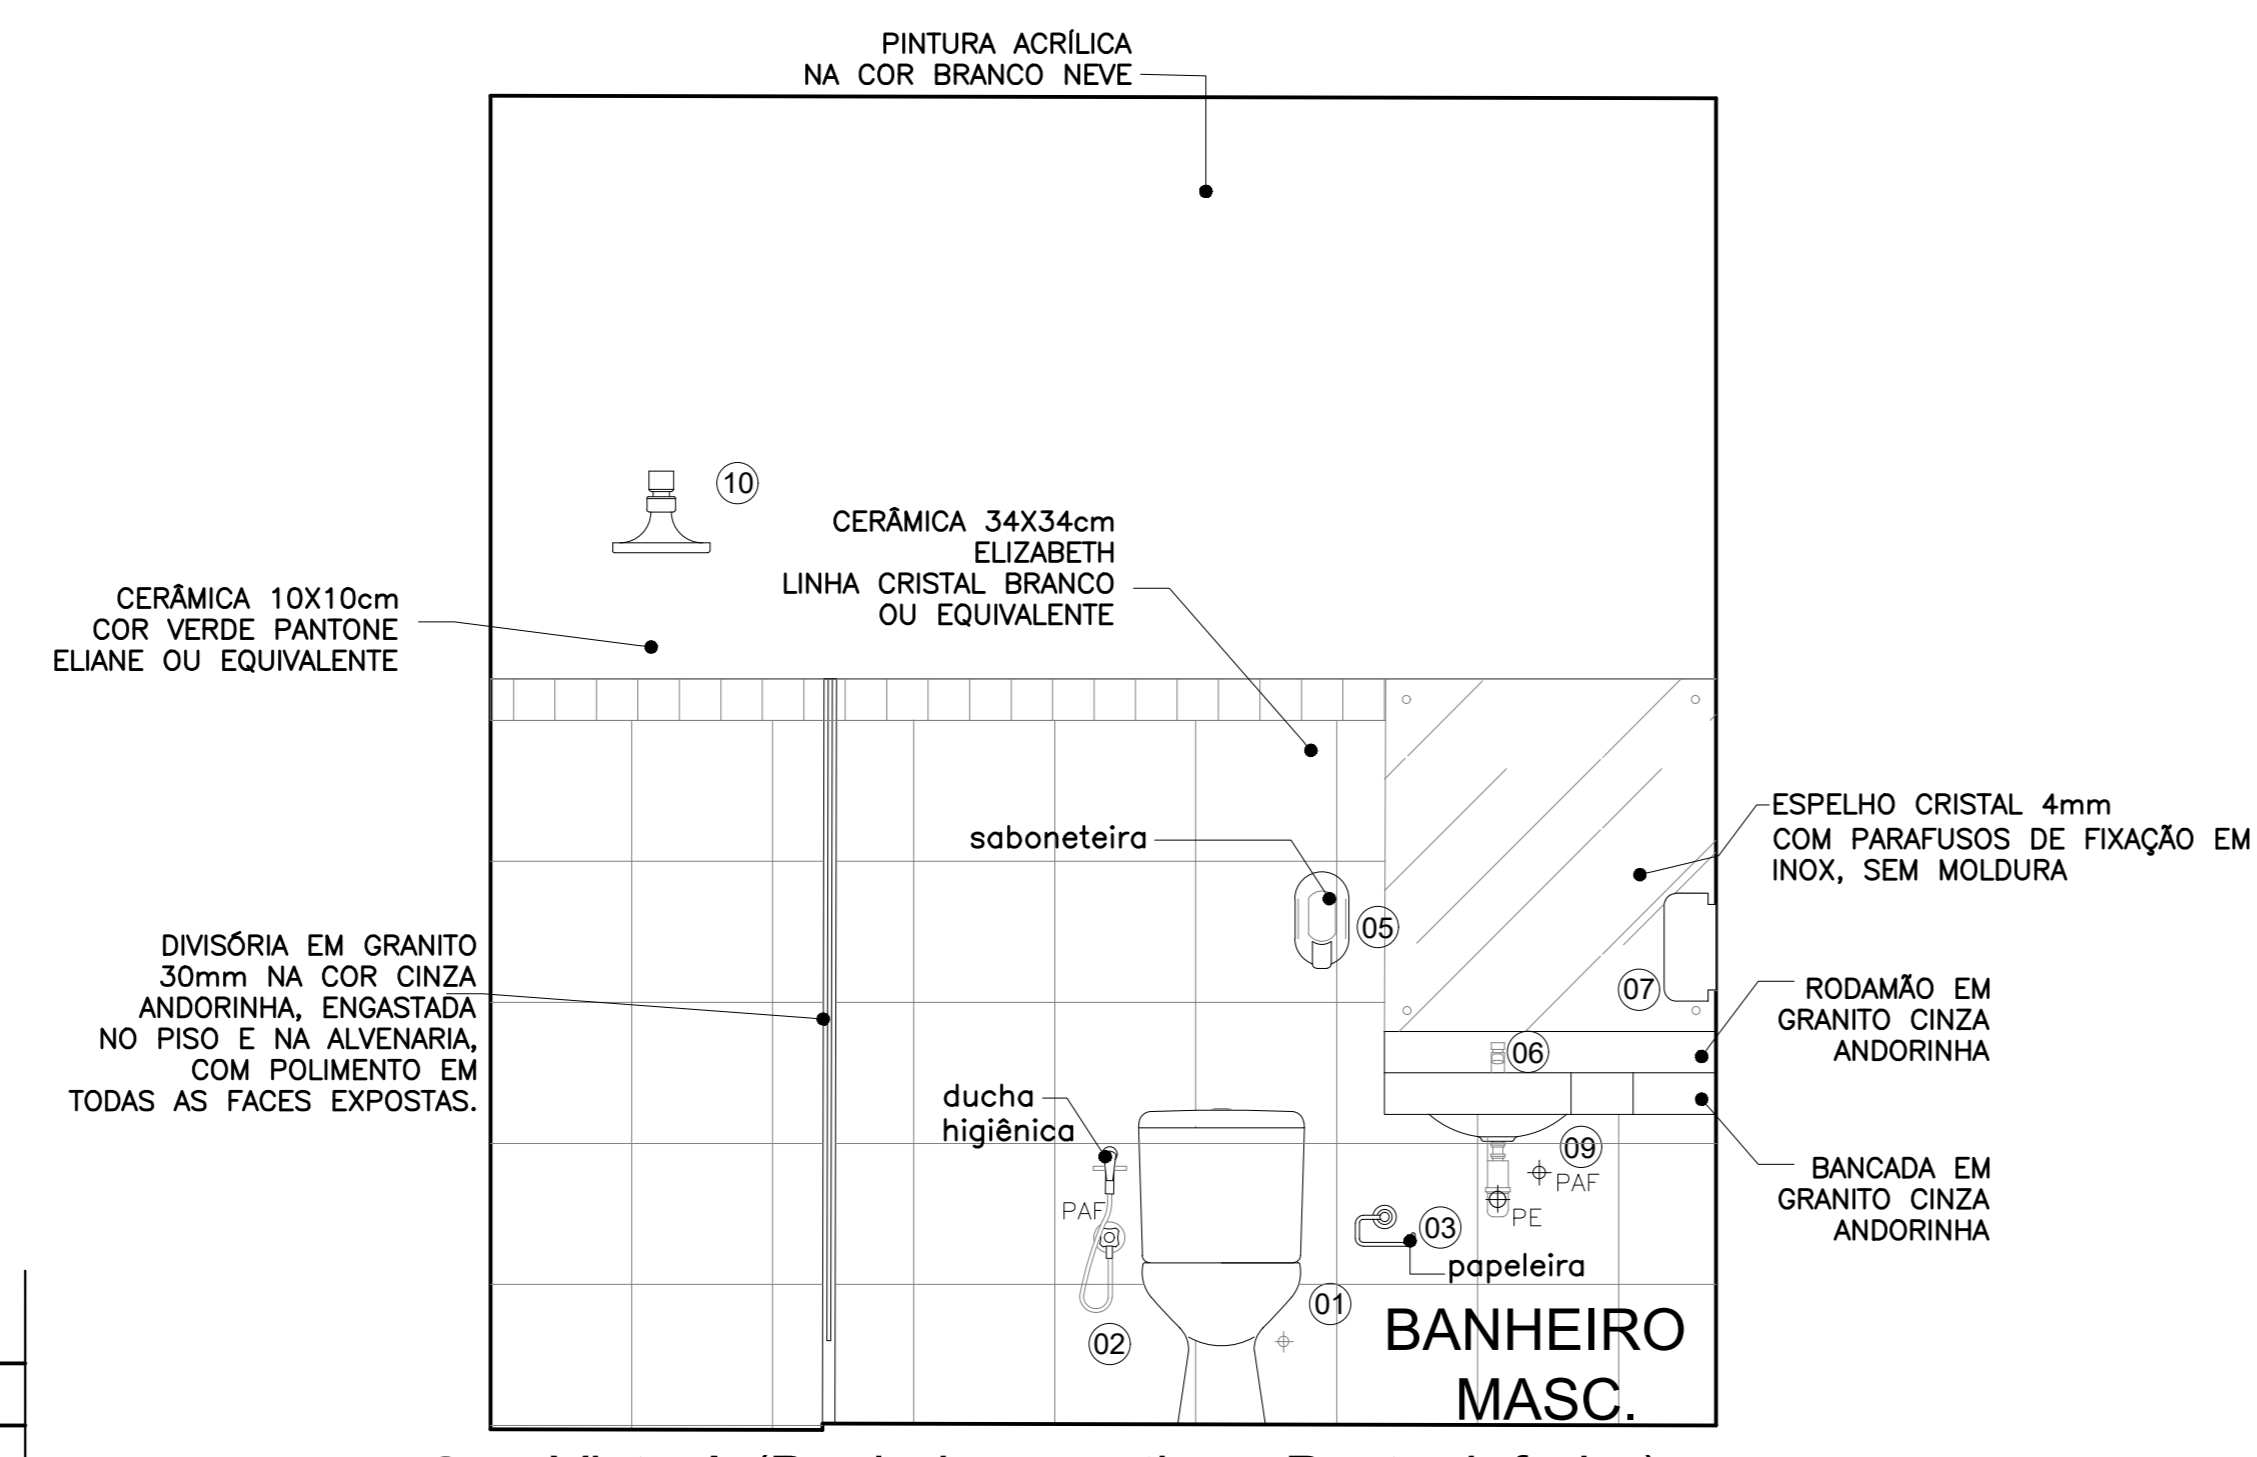 PINTURA ACRÍLICA
NA COR BRANCO NEVE
10
CERÂMICA 34X34cm
ELIZABETH
LINHA CRISTAL BRANCO
OU EQUIVALENTE
CERÂMICA 10X10cm
COR VERDE PANTONE
ELIANE OU EQUIVALENTE
saboneteira
05
ESPELHO CRISTAL 4mm
COM PARAFUSOS DE FIXAÇÃO EM
INOX, SEM MOLDURA
07
DIVISÓRIA EM GRANITO
30mm NA COR CINZA
ANDORINHA, ENGASTADA
NO PISO E NA ALVENARIA,
COM POLIMENTO EM
TODAS AS FACES EXPOSTAS.
RODAMÃO EM
GRANITO CINZA
ANDORINHA
06
ducha
higiênica
09
PAF
PE
PAF
BANCADA EM
GRANITO CINZA
ANDORINHA
03
papeleira
01
02
BANHEIRO
MASC.